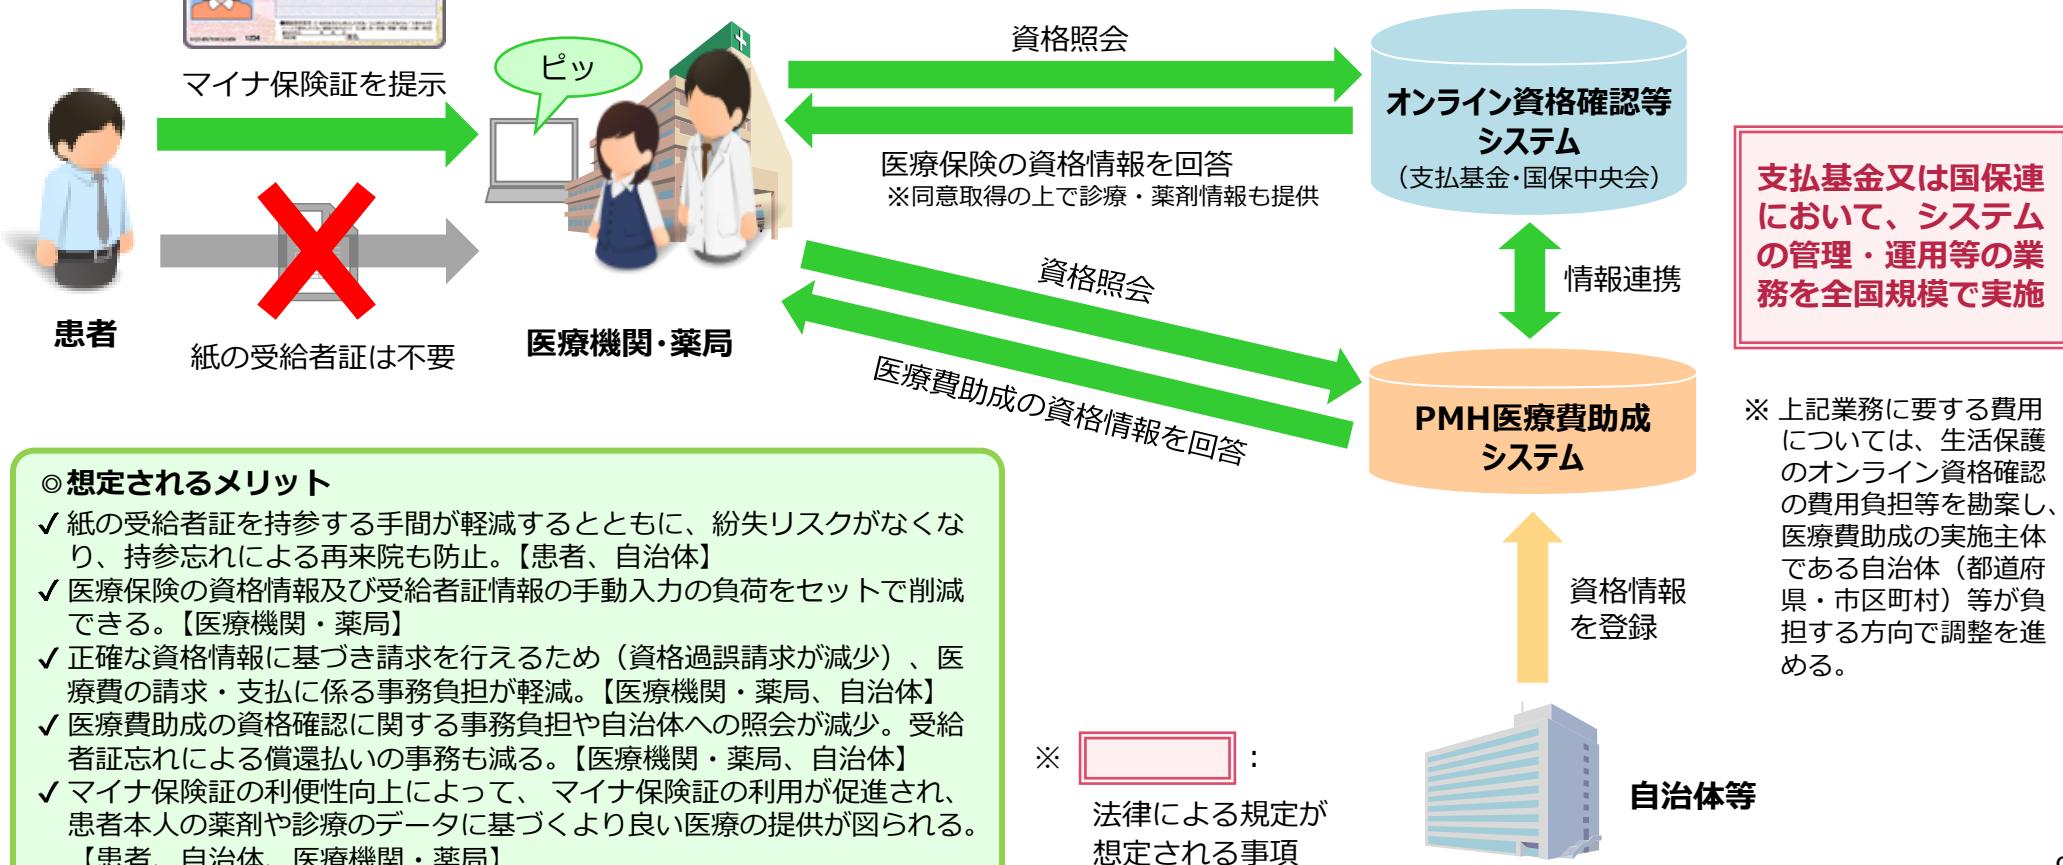 1234
マイナ保険証を提示
ピッ
資格照会
オンライン資格確認等
システム
（支払基金・国保中央会）
医療保険の資格情報を回答
※同意取得の上で診療・薬剤情報も提供
支払基金又は国保連
において、システム
の管理・運用等の業
務を全国規模で実施
患者
紙の受給者証は不要
医療機関・薬局
資格照会
情報連携
医療費助成の資格情報を回答
PMH医療費助成
システム
※ 上記業務に要する費用
については、生活保護
のオンライン資格確認
の費用負担等を勘案し、
医療費助成の実施主体
である自治体（都道府
県・市区町村）等が負
担する方向で調整を進
める。
◎想定されるメリット
✓ 紙の受給者証を持参する手間が軽減するとともに、紛失リスクがなくな
り、持参忘れによる再来院も防止。【患者、自治体】
✓ 医療保険の資格情報及び受給者証情報の手動入力の負荷をセットで削減
できる。【医療機関・薬局】
✓ 正確な資格情報に基づき請求を行えるため（資格過誤請求が減少）、医
療費の請求・支払に係る事務負担が軽減。【医療機関・薬局、自治体】
✓ 医療費助成の資格確認に関する事務負担や自治体への照会が減少。受給
者証忘れによる償還払いの事務も減る。【医療機関・薬局、自治体】
✓ マイナ保険証の利便性向上によって、 マイナ保険証の利用が促進され、
患者本人の薬剤や診療のデータに基づくより良い医療の提供が図られる。
【患者、自治体、医療機関・薬局】
資格情報
を登録
自治体等
※ ：
法律による規定が
想定される事項